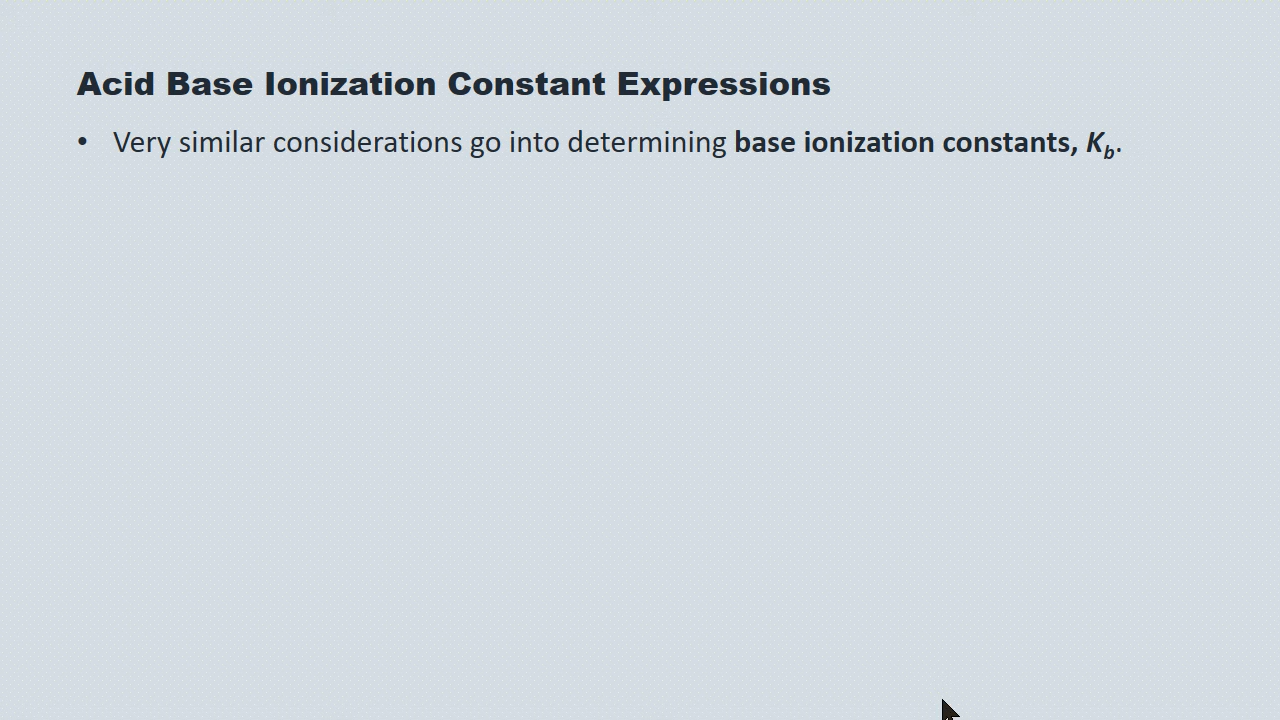 Acid Base Ionization Constant Expressions
• Very similar considerations go into determining base ionization constants, Kb.